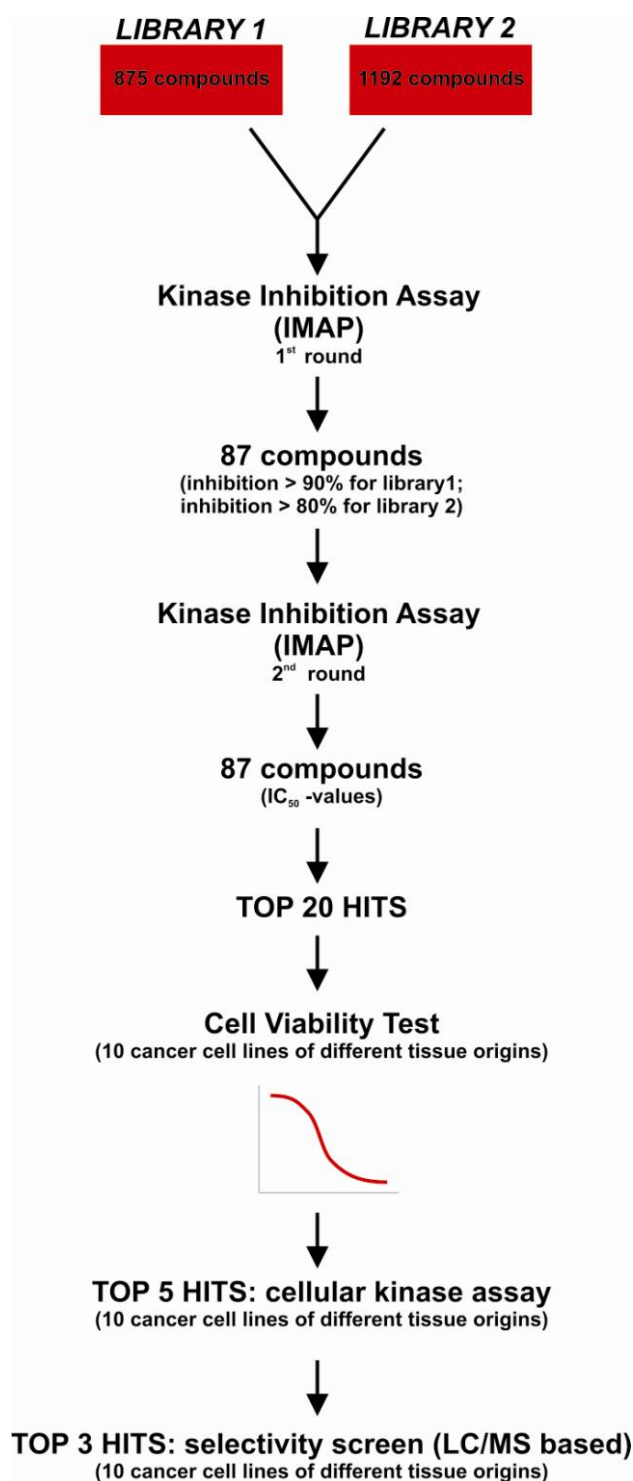 LIBRARY 1
LIBRARY 2
875 compounds
1192 compounds
Kinase Inhibition Assay
(IMAP)
1st round
87 compounds
(inhibition > 90% for library1;
inhibition > 80% for library 2)
Kinase Inhibition Assay
(IMAP)
2nd round
87 compounds
(IC50 -values)
TOP 20 HITS
Cell Viability Test
(10 cancer cell lines of different tissue origins)
TOP 5 HITS: cellular kinase assay
(10 cancer cell lines of different tissue origins)
TOP 3 HITS: selectivity screen (LC/MS based)
(10 cancer cell lines of different tissue origins)